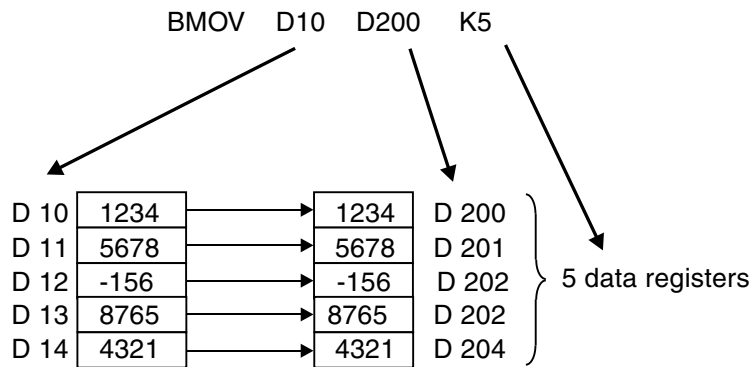 BMOV D10 D200 K5
D 10 1234 1234 D 200
D 11 5678 5678 D 201
D 12 -156 -156 D 202
D 13 8765 8765 D 202
D 14 4321 4321 D 204
5 data registers